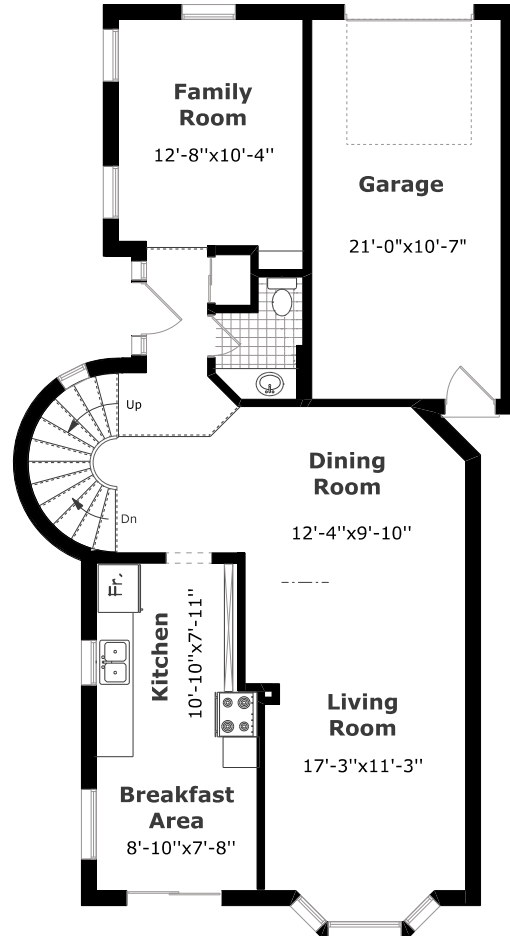 Family
Room
12'-8''x10'-4''
Garage
21'-0"x10'-7"
Up
Dining
Room
12'-4''x9'-10''
Dn
Fr.
Kitchen
10'-10''x7'-11''
Living
Room
17'-3''x11'-3''
Breakfast
Area
8'-10''x7'-8''